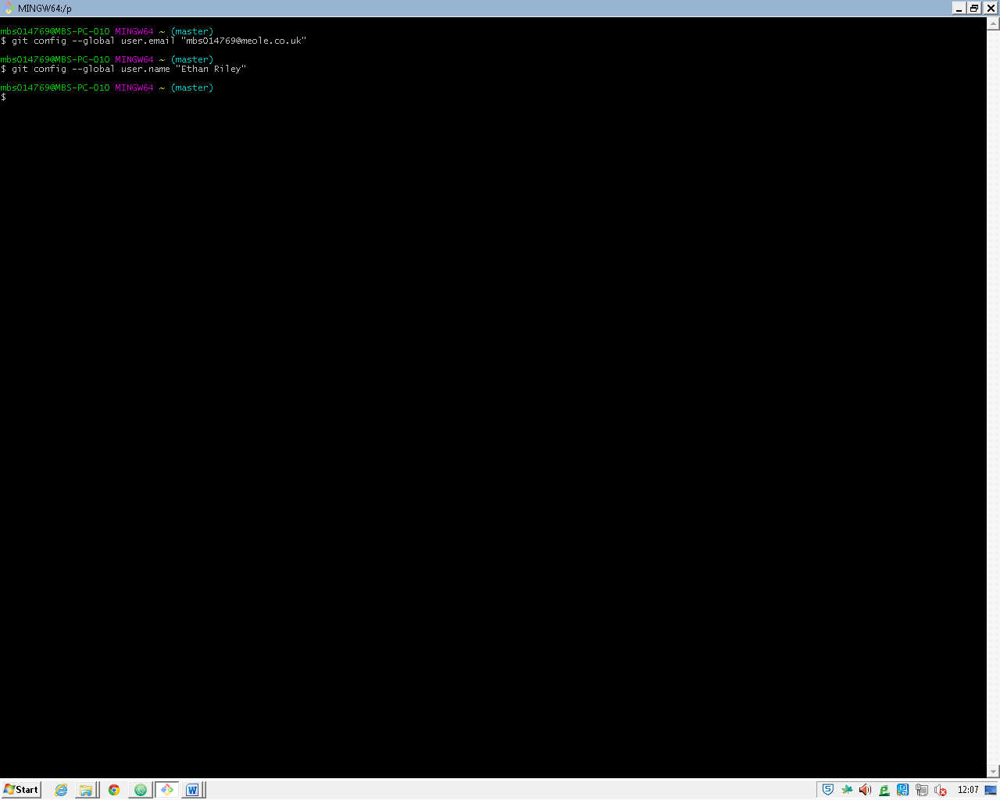 MINGW64:/p
mbs014769@MBS-PC-010 MINGW64 ~ (master)
$ git config --global user.email "mbs014769@meole.co.uk"
mbs014769@MBS-PC-010 MINGW64 ~ (master)
$ git config --global user.name "Ethan Riley"
mbs014769@MBS-PC-010 MINGW64 ~ (master)
$
Start
12:07